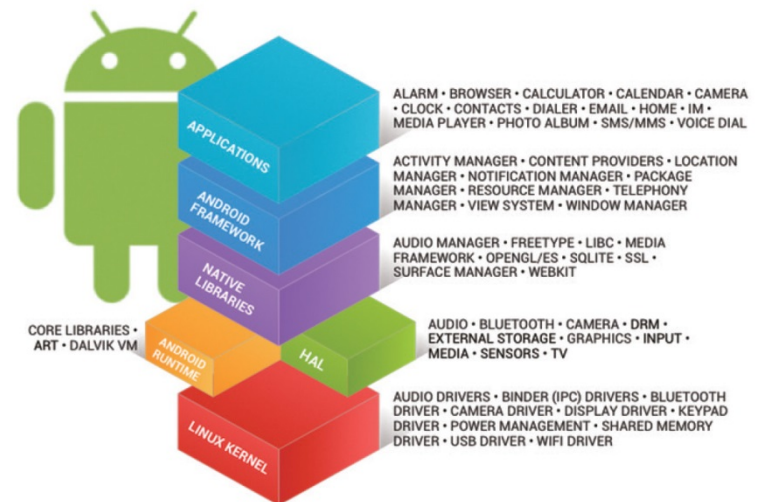 APPLICATIONS
ALARM • BROWSER • CALCULATOR • CALENDAR • CAMERA
• CLOCK • CONTACTS • DIALER • EMAIL • HOME • IM •
MEDIA PLAYER • PHOTO ALBUM • SMS/MMS • VOICE DIAL
ANDROID
FRAMEWORK
ACTIVITY MANAGER • CONTENT PROVIDERS • LOCATION
MANAGER • NOTIFICATION MANAGER • PACKAGE
MANAGER • RESOURCE MANAGER • TELEPHONY
MANAGER • VIEW SYSTEM • WINDOW MANAGER
NATIVE
LIBRARIES
AUDIO MANAGER • FREETYPE • LIBC • MEDIA
FRAMEWORK • OPENGL/ES • SQLITE • SSL •
SURFACE MANAGER • WEBKIT
CORE LIBRARIES •
ART • DALVIK VM
ANDROID
RUNTIME
HAL
AUDIO • BLUETOOTH • CAMERA • DRM •
EXTERNAL STORAGE • GRAPHICS • INPUT •
MEDIA • SENSORS • TV
LINUX KERNEL
AUDIO DRIVERS • BINDER (IPC) DRIVERS • BLUETOOTH
DRIVER • CAMERA DRIVER • DISPLAY DRIVER • KEYPAD
DRIVER • POWER MANAGEMENT • SHARED MEMORY
DRIVER • USB DRIVER • WIFI DRIVER